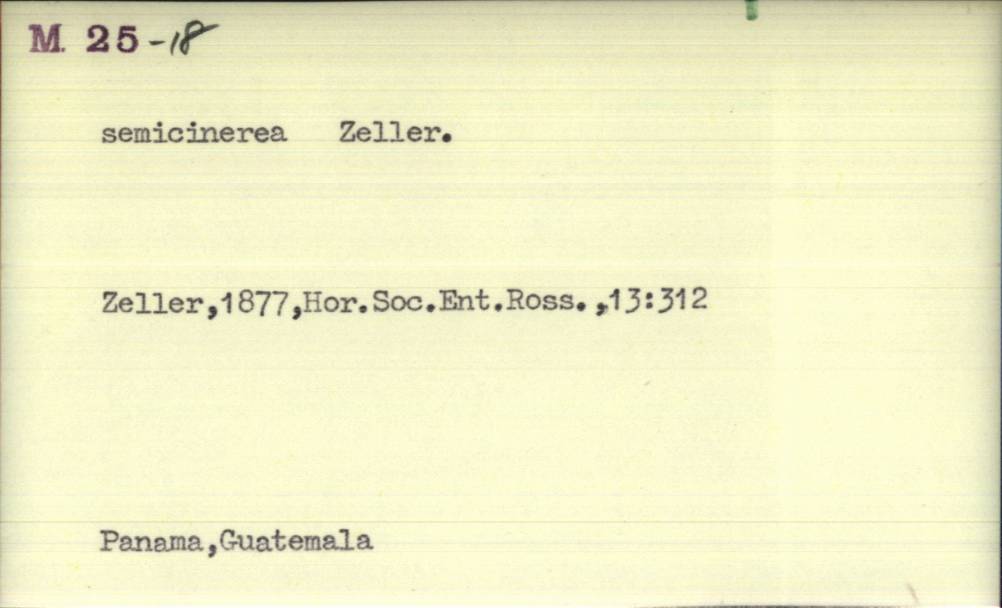 M. 25-18
semicinerea Zeller.
Zeller,1877,Hor.Soc.Ent.Ross.,13:312
Panama,Guatemala